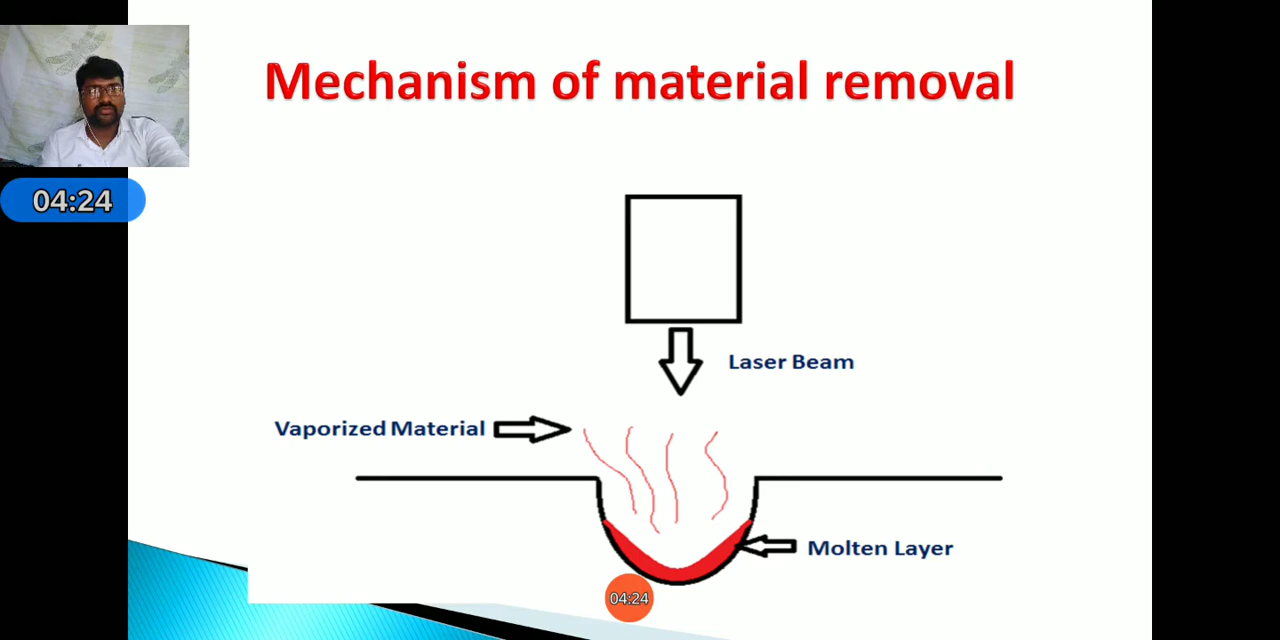 Mechanism of material removal
04:24
Laser Beam
Vaporized Material
Molten Layer
04:24